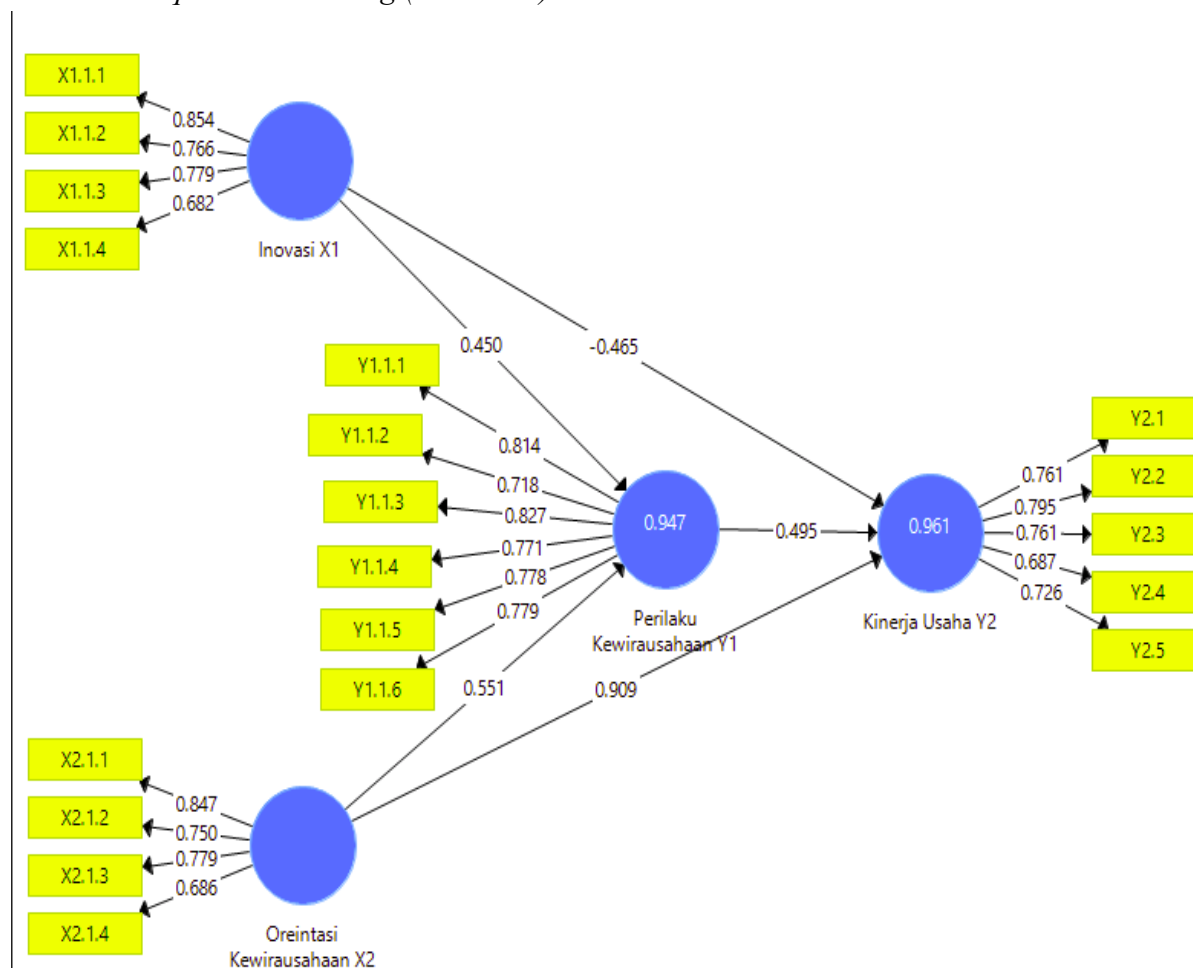 X1.1.1
X1.1.2
X1.1.3
X1.1.4
0.854
0.766
0.779
0.682
Inovasi X1
0.450
-0.465
Y1.1.1
Y1.1.2
Y1.1.3
Y1.1.4
Y1.1.5
Y1.1.6
0.814
0.718
0.827
0.771
0.778
0.779
0.947
Perilaku
Kewirausahaan Y1
0.495
0.961
Kinerja Usaha Y2
0.761
0.795
0.761
0.687
0.726
Y2.1
Y2.2
Y2.3
Y2.4
Y2.5
0.551
0.909
X2.1.1
X2.1.2
X2.1.3
X2.1.4
0.847
0.750
0.779
0.686
Oreintasi
Kewirausahaan X2